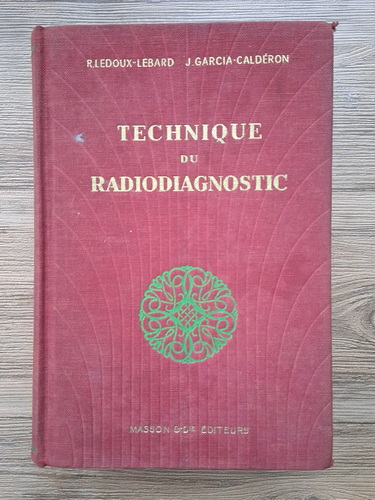 R. LEDOUX-LEBARD J. GARCIA-CALDÉRON
TECHNIQUE
DU
RADIODIAGNOSTIC
MASSON & Cie ÉDITEURS